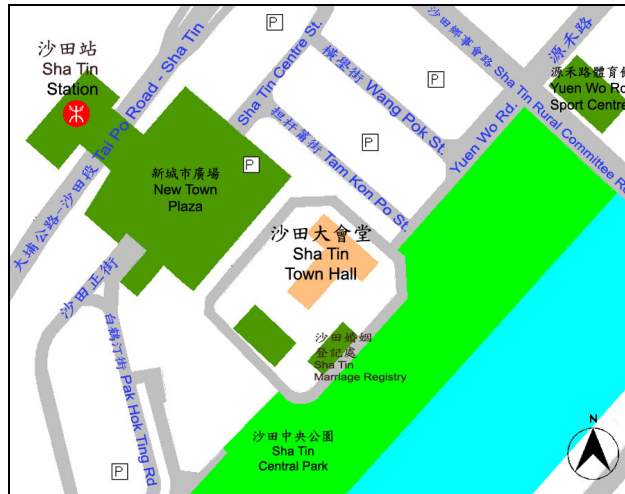 沙田站
Sha Tin
Station
大埔公路-沙田段 Tai Po Road - Sha Tin
新城市廣場
New Town
Plaza
P
P
P
P
P
Sha Tin Centre St.
橫壆街 Wang Pok St.
担扞莆街 Tam Kon Po St.
沙田鄉事會路 Sha Tin Rural Committee
源禾路
Yuen Wo Rd.
源禾路體育
Yuen Wo
Sport Centre
沙田大會堂
Sha Tin
Town Hall
沙田婚姻
登記處
Sha Tin
Marriage Registry
沙田正街
白鶴汀街 Pak Hok Ting Rd
沙田中央公園
Sha Tin
Central Park
N